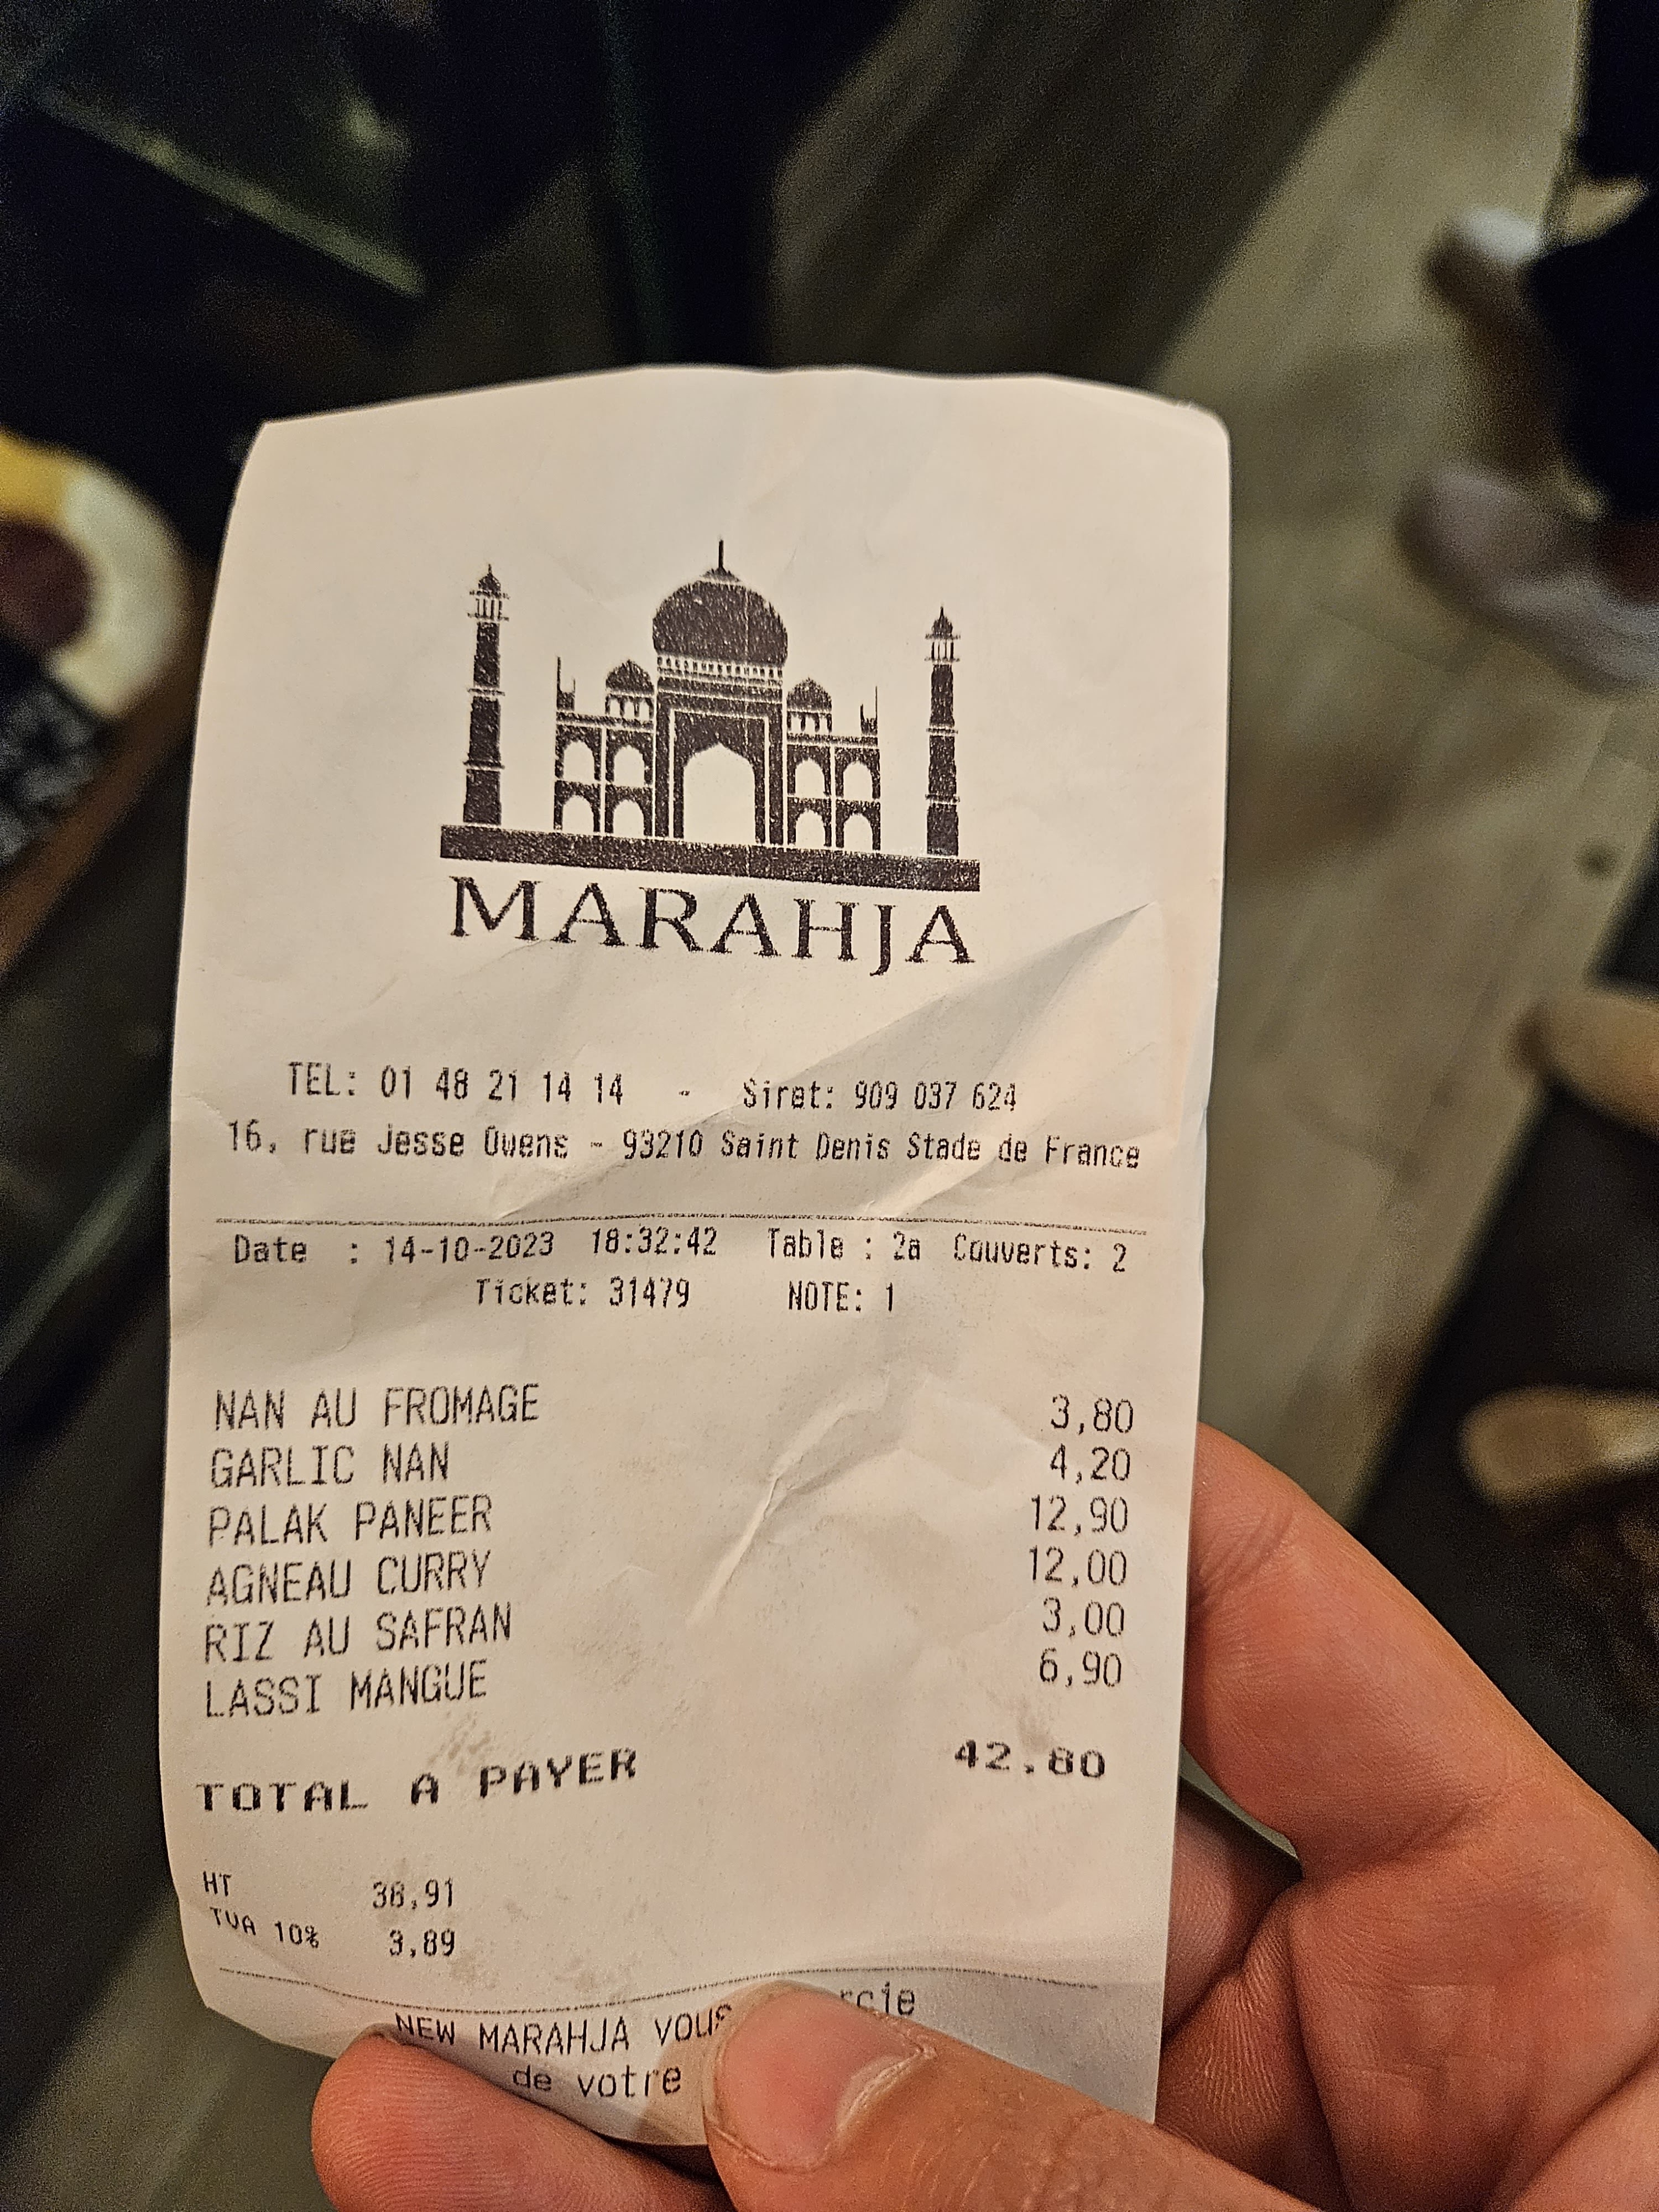 MARAHJA
TEL: 01 48 21 14 14 - Siret: 909 037 624
16, rue Jesse Owens - 93210 Saint Denis Stade de France
Date : 14-10-2023 18:32:42 Table : 2a Couverts: 2
Ticket: 31479 NOTE: 1
NAN AU FROMAGE 3,80
GARLIC NAN 4,20
PALAK PANEER 12,90
AGNEAU CURRY 12,00
RIZ AU SAFRAN 3,00
LASSI MANGUE 6,90
TOTAL A PAYER 42.80
HT 38,91
TVA 10% 3,89
NEW MARAHJA VOUS
de votre